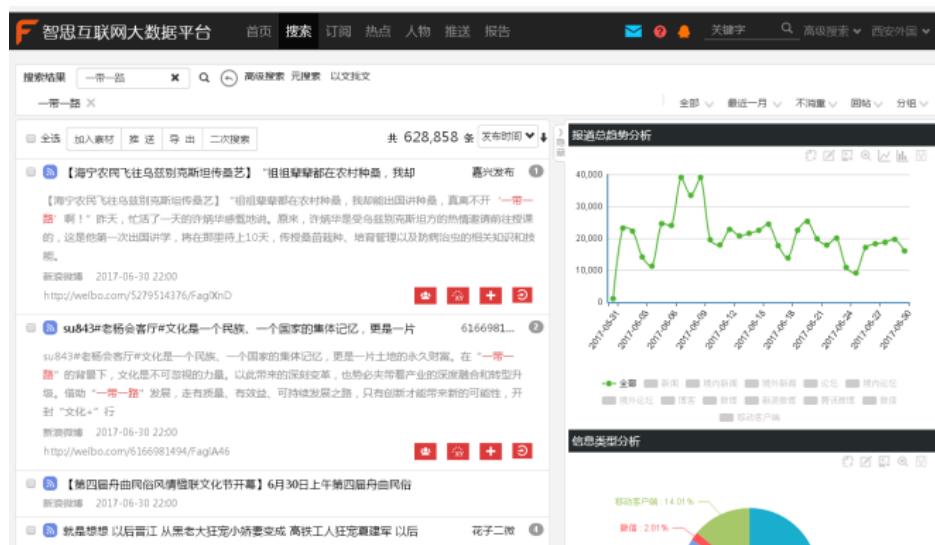 智思互联网大数据平台 首页 搜索 订阅 热点 人物 推送 报告 关键字 高级搜索 西安外国
搜索结果 一带一路 高级搜索 元搜索 以文找文
一带一路 全部 最近一月 不消重 回帖 分组
全选 加入素材 推 送 导 出 二次搜索 共 628,858 条 发布时间
【海宁农民飞往乌兹别克斯坦传桑艺】“祖祖辈辈都在农村种桑,我却 嘉兴发布 1
【海宁农民飞往乌兹别克斯坦传桑艺】“祖祖辈辈都在农村种桑,我却能出国讲种桑,真离不开‘一带一
路’啊!”昨天,忙活了一天的许炳华感慨地说。原来,许炳华是受乌兹别克斯坦方的热情邀请前往授课
的,这是他第一次出国讲学,将在那里待上10天,传授桑苗栽种、培育管理以及防病治虫的相关知识和技
能。
新浪微博 2017-06-30 22:00
http://weibo.com/5279514376/FaglXnD
su843#老杨会客厅#文化是一个民族、一个国家的集体记忆,更是一片 6166981... 2
su843#老杨会客厅#文化是一个民族、一个国家的集体记忆,更是一片土地的永久财富。在“一带一
路”的背景下,文化是不可忽视的力量。以此带来的深刻变革,也势必夹带着产业的深度融合和转型升
级。借助“一带一路”发展,走有质量、有效益、可持续发展之路,只有创新才能带来新的可能性,开
封“文化+”行
新浪微博 2017-06-30 22:00
http://weibo.com/6166981494/FaglA46
【第四届舟曲民俗风情楹联文化节开幕】6月30日上午第四届舟曲民俗
新浪微博 2017-06-30 22:00
就是想想 以后晋江 从黑老大狂宠小娇妻变成 高铁工人狂宠夏建军 以后 花子二微 4
报道总趋势分析
40,000
30,000
20,000
10,000
0
2017-05-31 2017-06-03 2017-06-06 2017-06-09 2017-06-12 2017-06-15 2017-06-18 2017-06-21 2017-06-24 2017-06-27 2017-06-30
全部 新闻 境内新闻 境外新闻 论坛 境内论坛
境外论坛 博客 微博 新浪微博 腾讯微博 微信
移动客户端
信息类型分析
移动客户端 : 14.01%
微信 : 2.01%